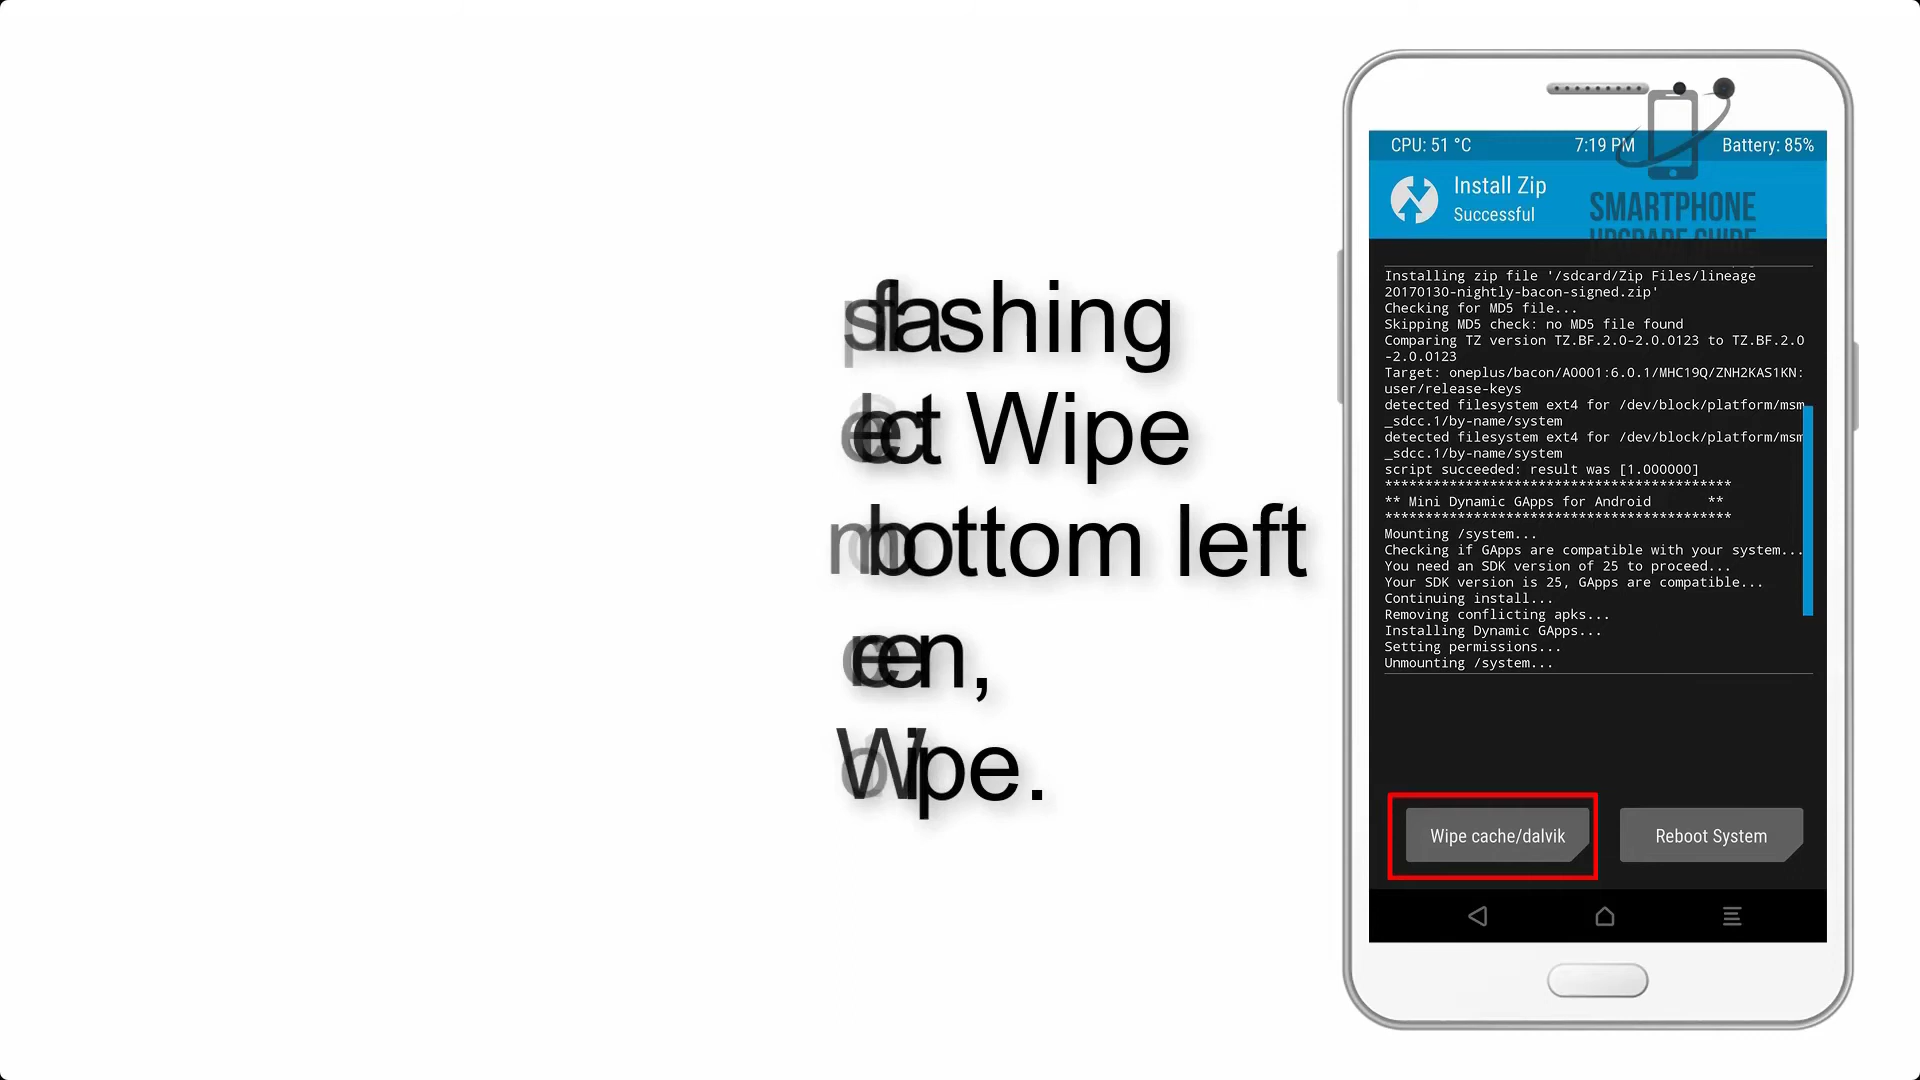 flashing
Wipe
bottom left
Wipe.
CPU: 51 °C 7:19 PM Battery: 85%
Install Zip
Successful
SMARTPHONE
UPGRADE GUIDE
Installing zip file '/sdcard/Zip Files/lineage
20170130-nightly-bacon-signed.zip'
Checking for MD5 file...
Skipping MD5 check: no MD5 file found
Comparing TZ version TZ.BF.2.0-2.0.0123 to TZ.BF.2.0
-2.0.0123
Target: oneplus/bacon/A0001:6.0.1/MHC19Q/ZNH2KAS1KN:
user/release-keys
detected filesystem ext4 for /dev/block/platform/msm
_sdcc.1/by-name/system
detected filesystem ext4 for /dev/block/platform/msm
_sdcc.1/by-name/system
script succeeded: result was [1.000000]
******************************************
** Mini Dynamic GApps for Android **
******************************************
Mounting /system...
Checking if GApps are compatible with your system...
You need an SDK version of 25 to proceed...
Your SDK version is 25, GApps are compatible...
Continuing install...
Removing conflicting apks...
Installing Dynamic GApps...
Setting permissions...
Unmounting /system...
Wipe cache/dalvik
Reboot System